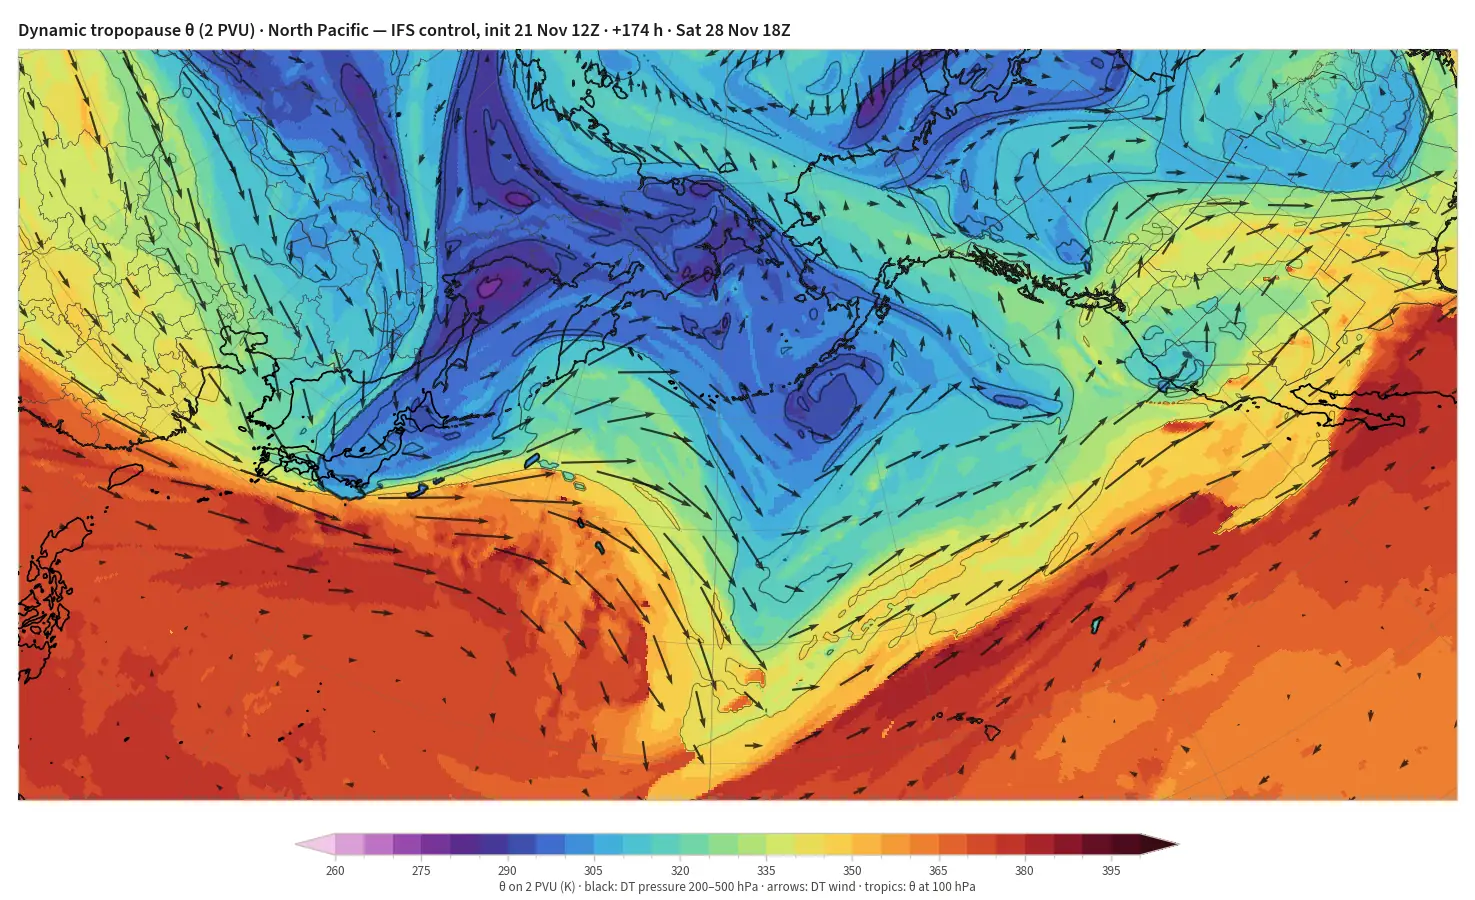 Dynamic tropopause θ (2 PVU) · North Pacific — IFS control, init 21 Nov 12Z · +174 h · Sat 28 Nov 18Z
260 275 290 305 320 335 350 365 380 395
θ on 2 PVU (K) · black: DT pressure 200–500 hPa · arrows: DT wind · tropics: θ at 100 hPa